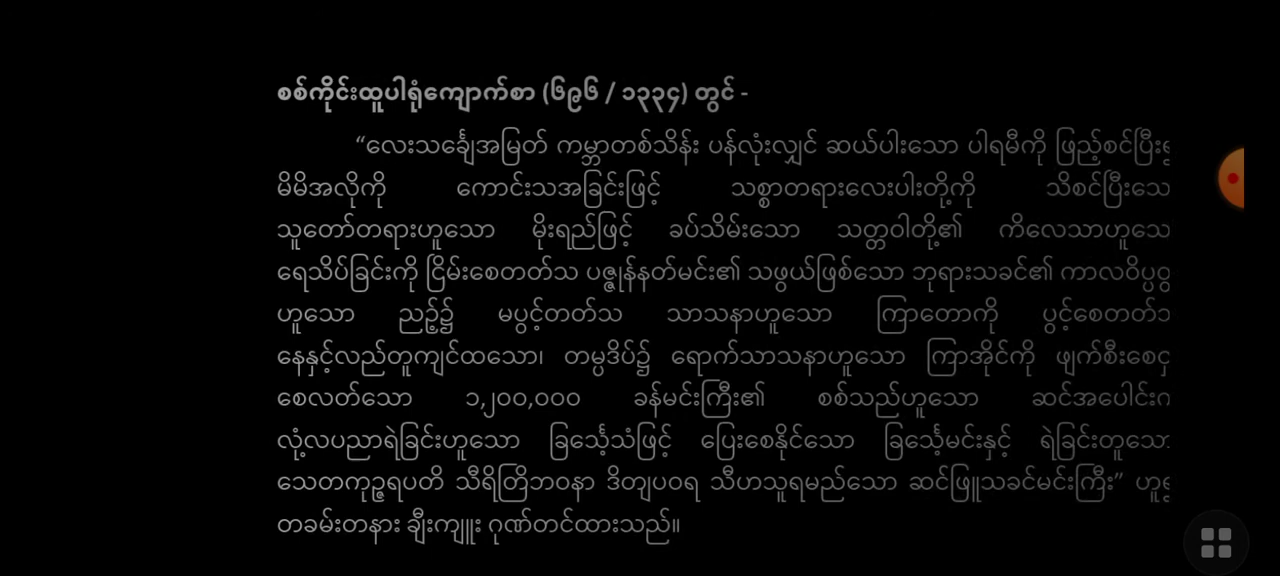 စစ်ကိုင်းထူပါရုံကျောက်စာ (၆၉၆ / ၁၃၃၄) တွင် -
“လေးသင်္ချေအမြတ် ကမ္ဘာတစ်သိန်း ပန်လုံးလျှင် ဆယ်ပါးသော ပါရမီကို ဖြည့်စင်ပြီး
မိမိအလိုကို ကောင်းသအခြင်းဖြင့် သစ္စာတရားလေးပါးတို့ကို သိစင်ပြီး
သူတော်တရားဟူသော မိုးရည်ဖြင့် ခပ်သိမ်းသော သတ္တဝါတို့၏ ကိလေသာဟူသော
ရေသိပ်ခြင်းကို ငြိမ်းစေတတ်သ ပဇ္ဇုန်နတ်မင်း၏ သဖွယ်ဖြစ်သော ဘုရားသခင်၏
ဟူသော ညဉ့်၌ မပွင့်တတ်သ သာသနာဟူသော ကြာတောကို ပွင့်စေတတ်
နေနှင့်လည်တူကျင်ထသော၊ တမ္ပဒိပ်၌ ရောက်သာသနာဟူသော ကြာအိုင်ကို ဖျက်စီး
စေလတ်သော ၁,၂၀၀,၀၀၀ ခန်မင်းကြီး၏ စစ်သည်ဟူသော ဆင်အပေါင်း
လုံ့လပညာရဲခြင်းဟူသော ခြင်္သေ့သံဖြင့် ပြေးစေနိုင်သော ခြင်္သေ့မင်းနှင့် ရဲခြင်းတူသော
သေတကုဉ္ဇရပတိ သီရိတြိဘဝနာ ဒိတျပဝရ သီဟသူရမည်သော ဆင်ဖြူသခင်မင်းကြီး”
တခမ်းတနား ချီးကျူး ဂုဏ်တင်ထားသည်။